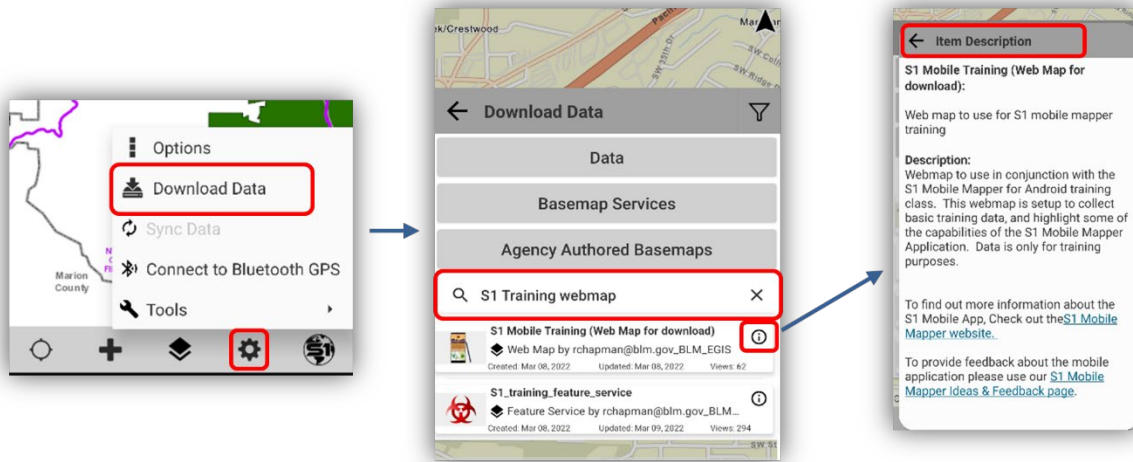 Options
Download Data
Sync Data
Connect to Bluetooth GPS
Tools
Marion
County
S1
ek/Crestwood
SW 35th Dr
Download Data
Data
Basemap Services
Agency Authored Basemaps
S1 Training webmap
S1 Mobile Training (Web Map for download)
Web Map by rchapman@blm.gov_BLM_EGIS
Created: Mar 08, 2022 Updated: Mar 08, 2022 Views: 62
S1_training_feature_service
Feature Service by rchapman@blm.gov_BLM...
Created: Mar 08, 2022 Updated: Mar 09, 2022 Views: 294
Item Description
S1 Mobile Training (Web Map for
download):
Web map to use for S1 mobile mapper
training
Description:
Webmap to use in conjunction with the
S1 Mobile Mapper for Android training
class. This webmap is setup to collect
basic training data, and highlight some of
the capabilities of the S1 Mobile Mapper
Application. Data is only for training
purposes.
To find out more information about the
S1 Mobile App, Check out theS1 Mobile
Mapper website.
To provide feedback about the mobile
application please use our S1 Mobile
Mapper Ideas & Feedback page.